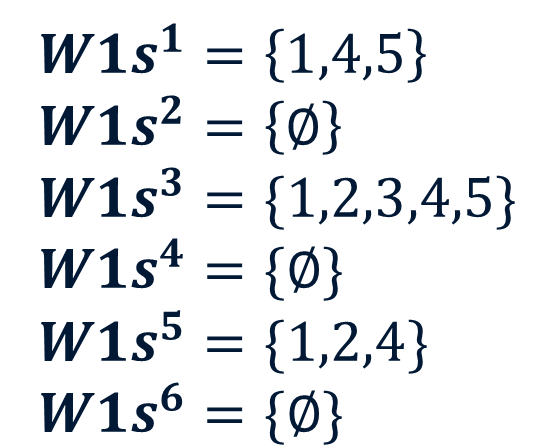 W1s¹ = {1,4,5}
W1s² = {∅}
W1s³ = {1,2,3,4,5}
W1s⁴ = {∅}
W1s⁵ = {1,2,4}
W1s⁶ = {∅}